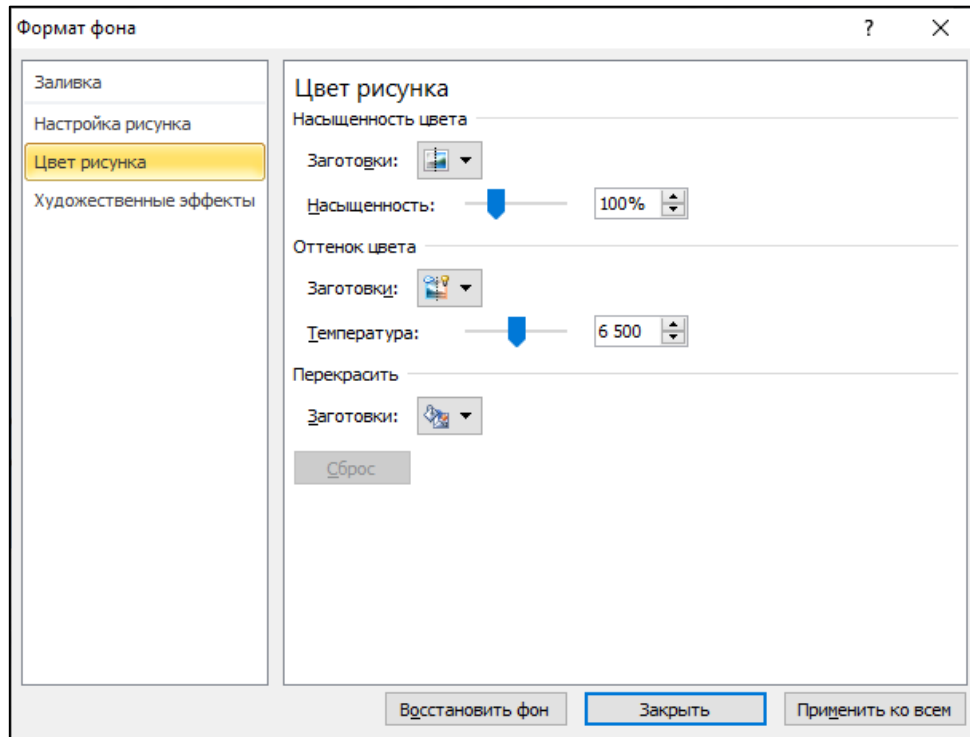 Формат фона
Заливка
Настройка рисунка
Цвет рисунка
Художественные эффекты
Цвет рисунка
Насыщенность цвета
Заготовки:
Насыщенность: 100%
Оттенок цвета
Заготовки:
Температура: 6 500
Перекрасить
Заготовки:
Сброс
Восстановить фон Закрыть Применить ко всем